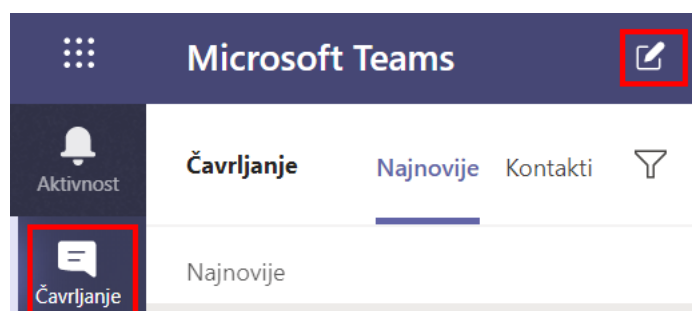 Microsoft Teams
Aktivnost
Čavrljanje Najnovije Kontakti
Čavrljanje
Najnovije